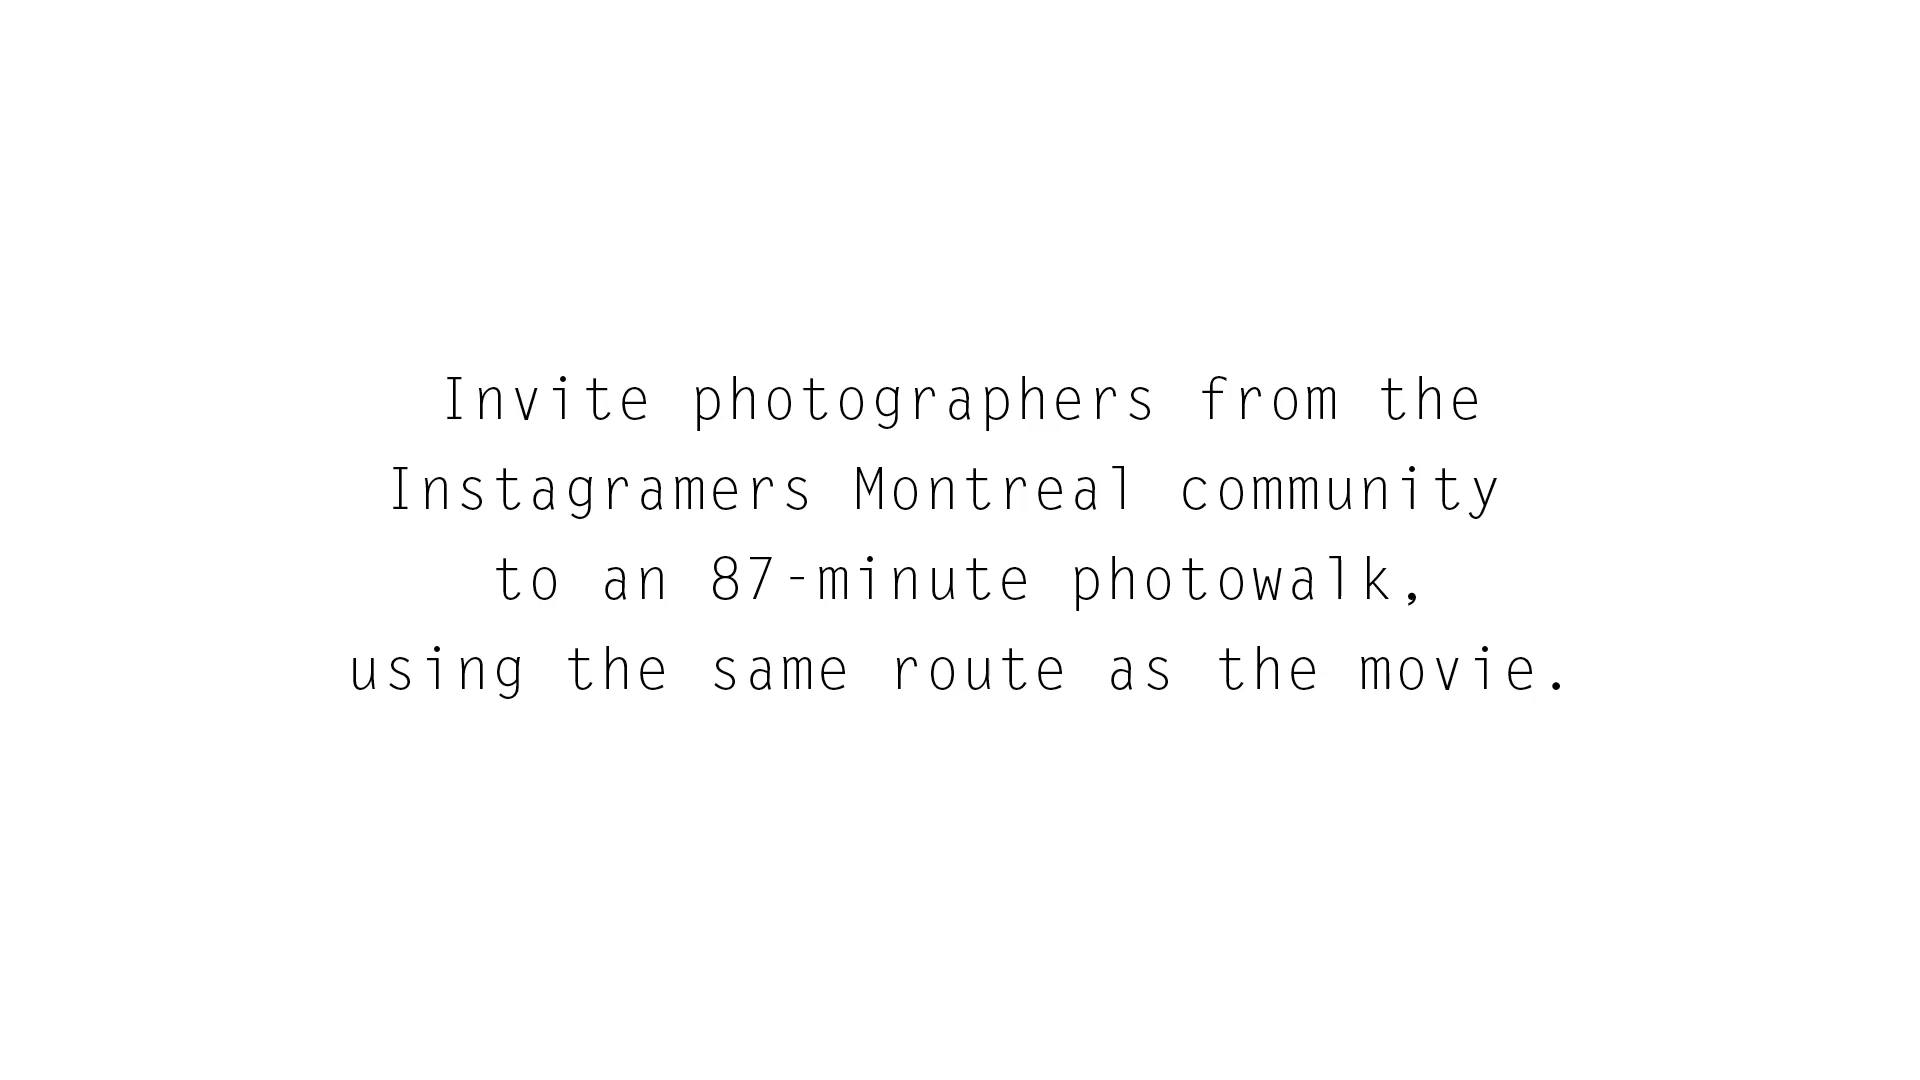 Invite photographers from the
Instagramers Montreal community
to an 87-minute photowalk,
using the same route as the movie.